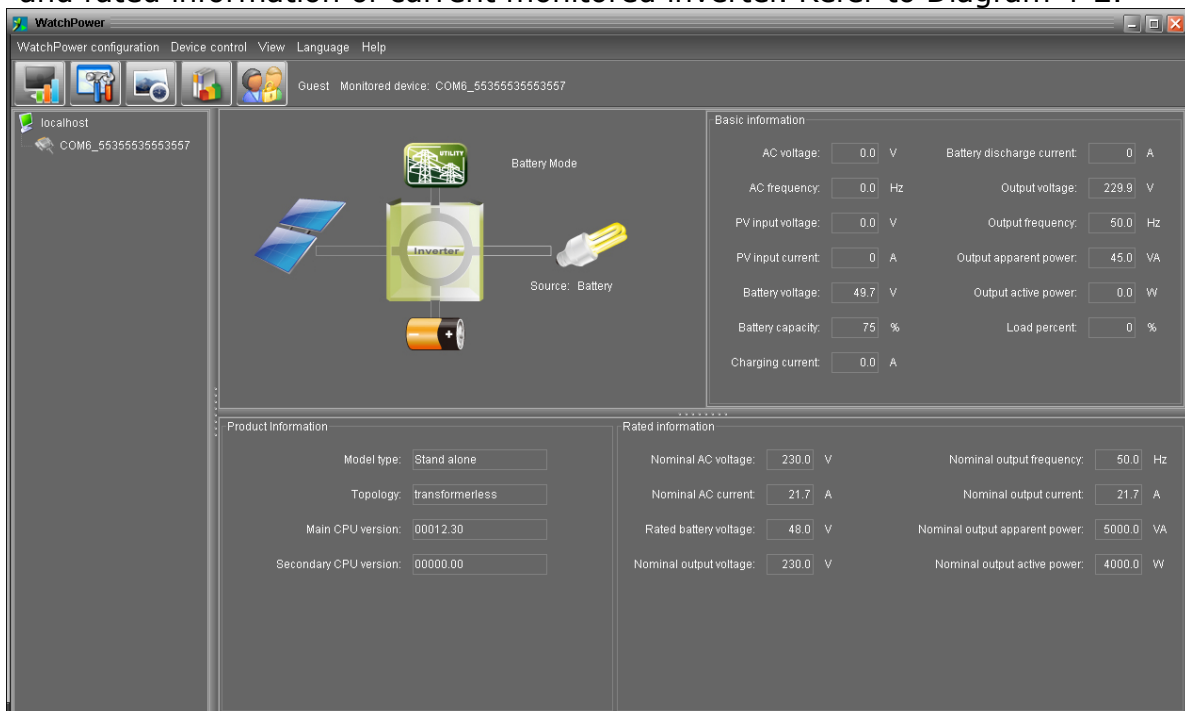 and rated information of current monitored inverter. Refer to Diagram 4-2.
WatchPower
WatchPower configuration Device control View Language Help
Guest Monitored device: COM6_55355535553557
localhost
COM6_55355535553557
UTILITY
Battery Mode
Inverter
Source: Battery
Basic information
AC voltage: 0.0 V Battery discharge current: 0 A
AC frequency: 0.0 Hz Output voltage: 229.9 V
PV input voltage: 0.0 V Output frequency: 50.0 Hz
PV input current: 0 A Output apparent power: 45.0 VA
Battery voltage: 49.7 V Output active power: 0.0 W
Battery capacity: 75 % Load percent: 0 %
Charging current: 0.0 A
Product Information
Model type: Stand alone
Topology: transformerless
Main CPU version: 00012.30
Secondary CPU version: 00000.00
Rated information
Nominal AC voltage: 230.0 V Nominal output frequency: 50.0 Hz
Nominal AC current: 21.7 A Nominal output current: 21.7 A
Rated battery voltage: 48.0 V Nominal output apparent power: 5000.0 VA
Nominal output voltage: 230.0 V Nominal output active power: 4000.0 W